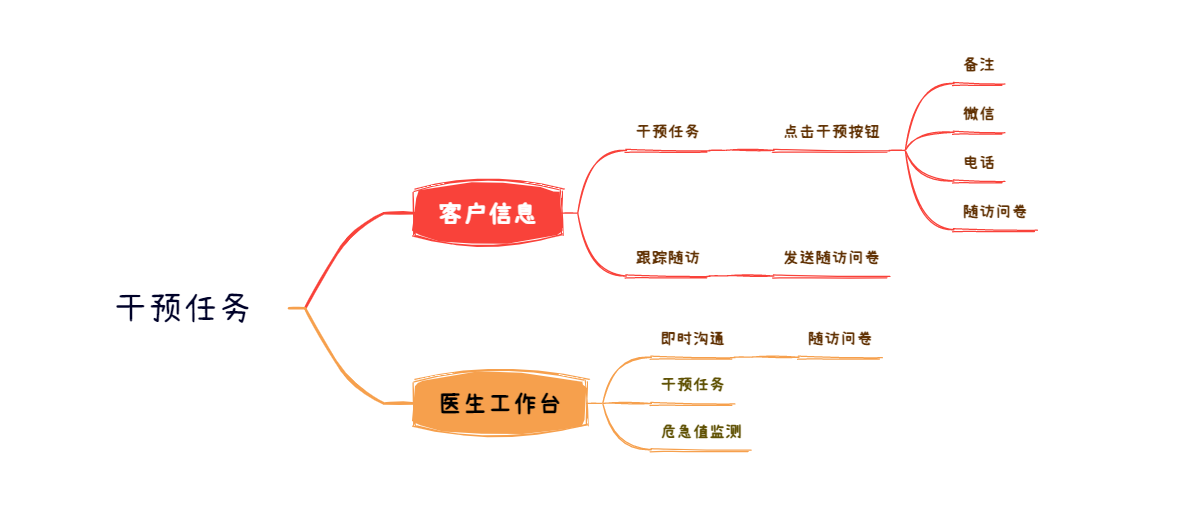 干预任务
客户信息
干预任务
点击干预按钮
备注
微信
电话
随访问卷
跟踪随访
发送随访问卷
医生工作台
即时沟通
随访问卷
干预任务
危急值监测